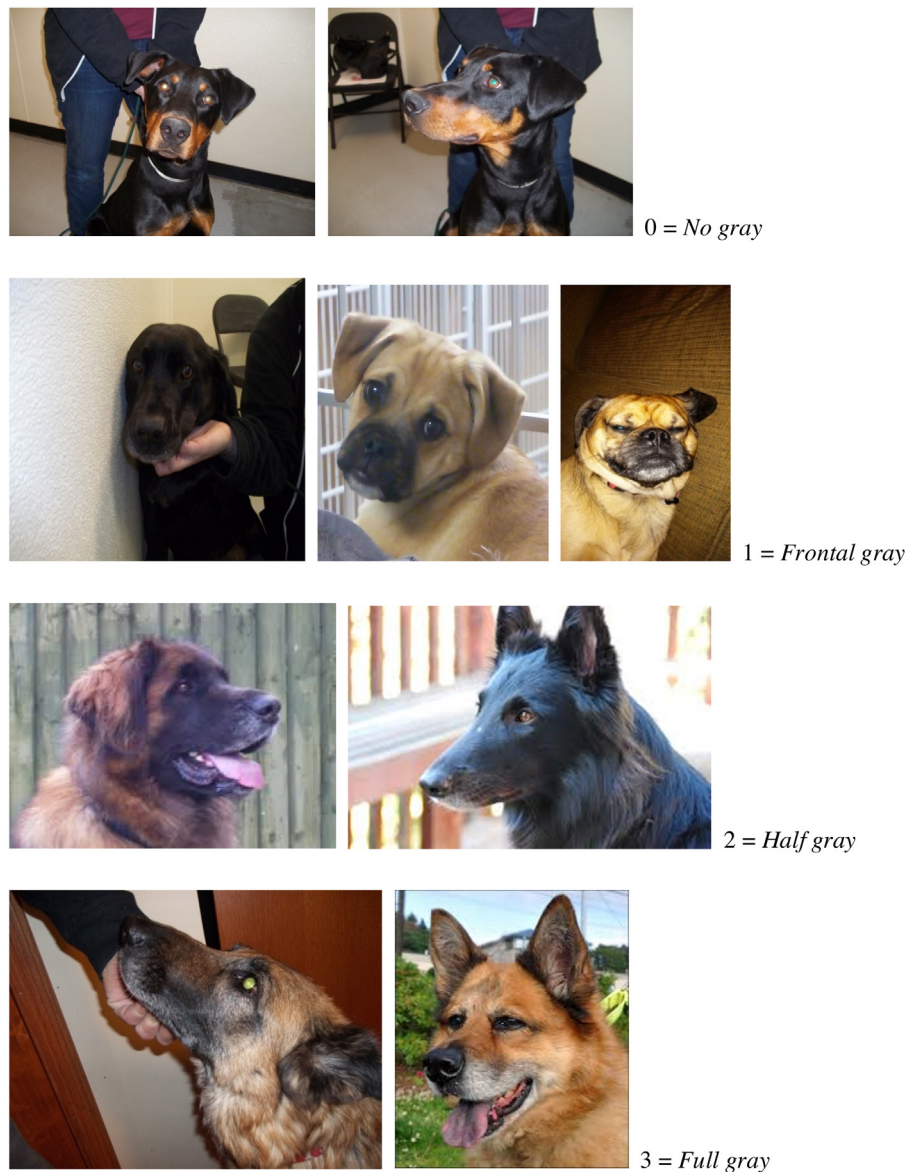 0 = No gray
1 = Frontal gray
2 = Half gray
3 = Full gray